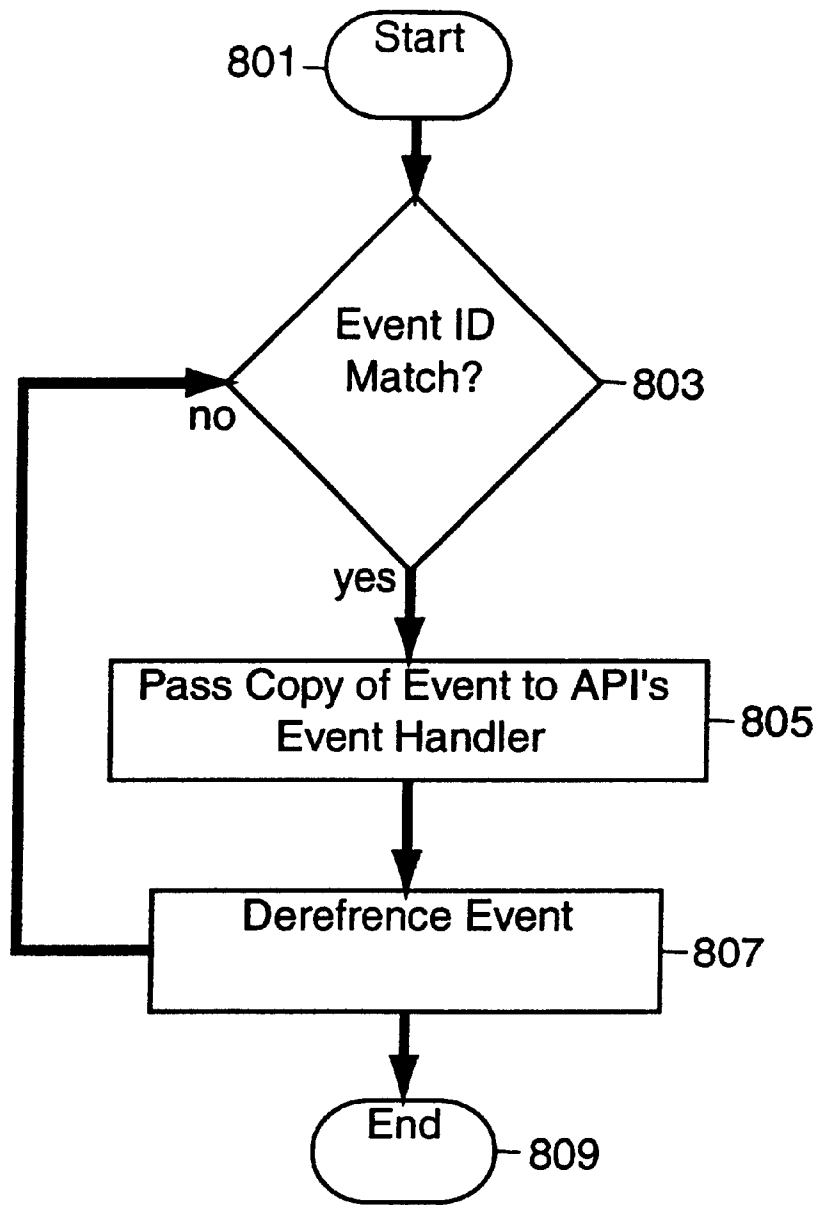 Start
801
Event ID
Match?
803
no
yes
Pass Copy of Event to API's
Event Handler
805
Derefrence Event
807
End
809